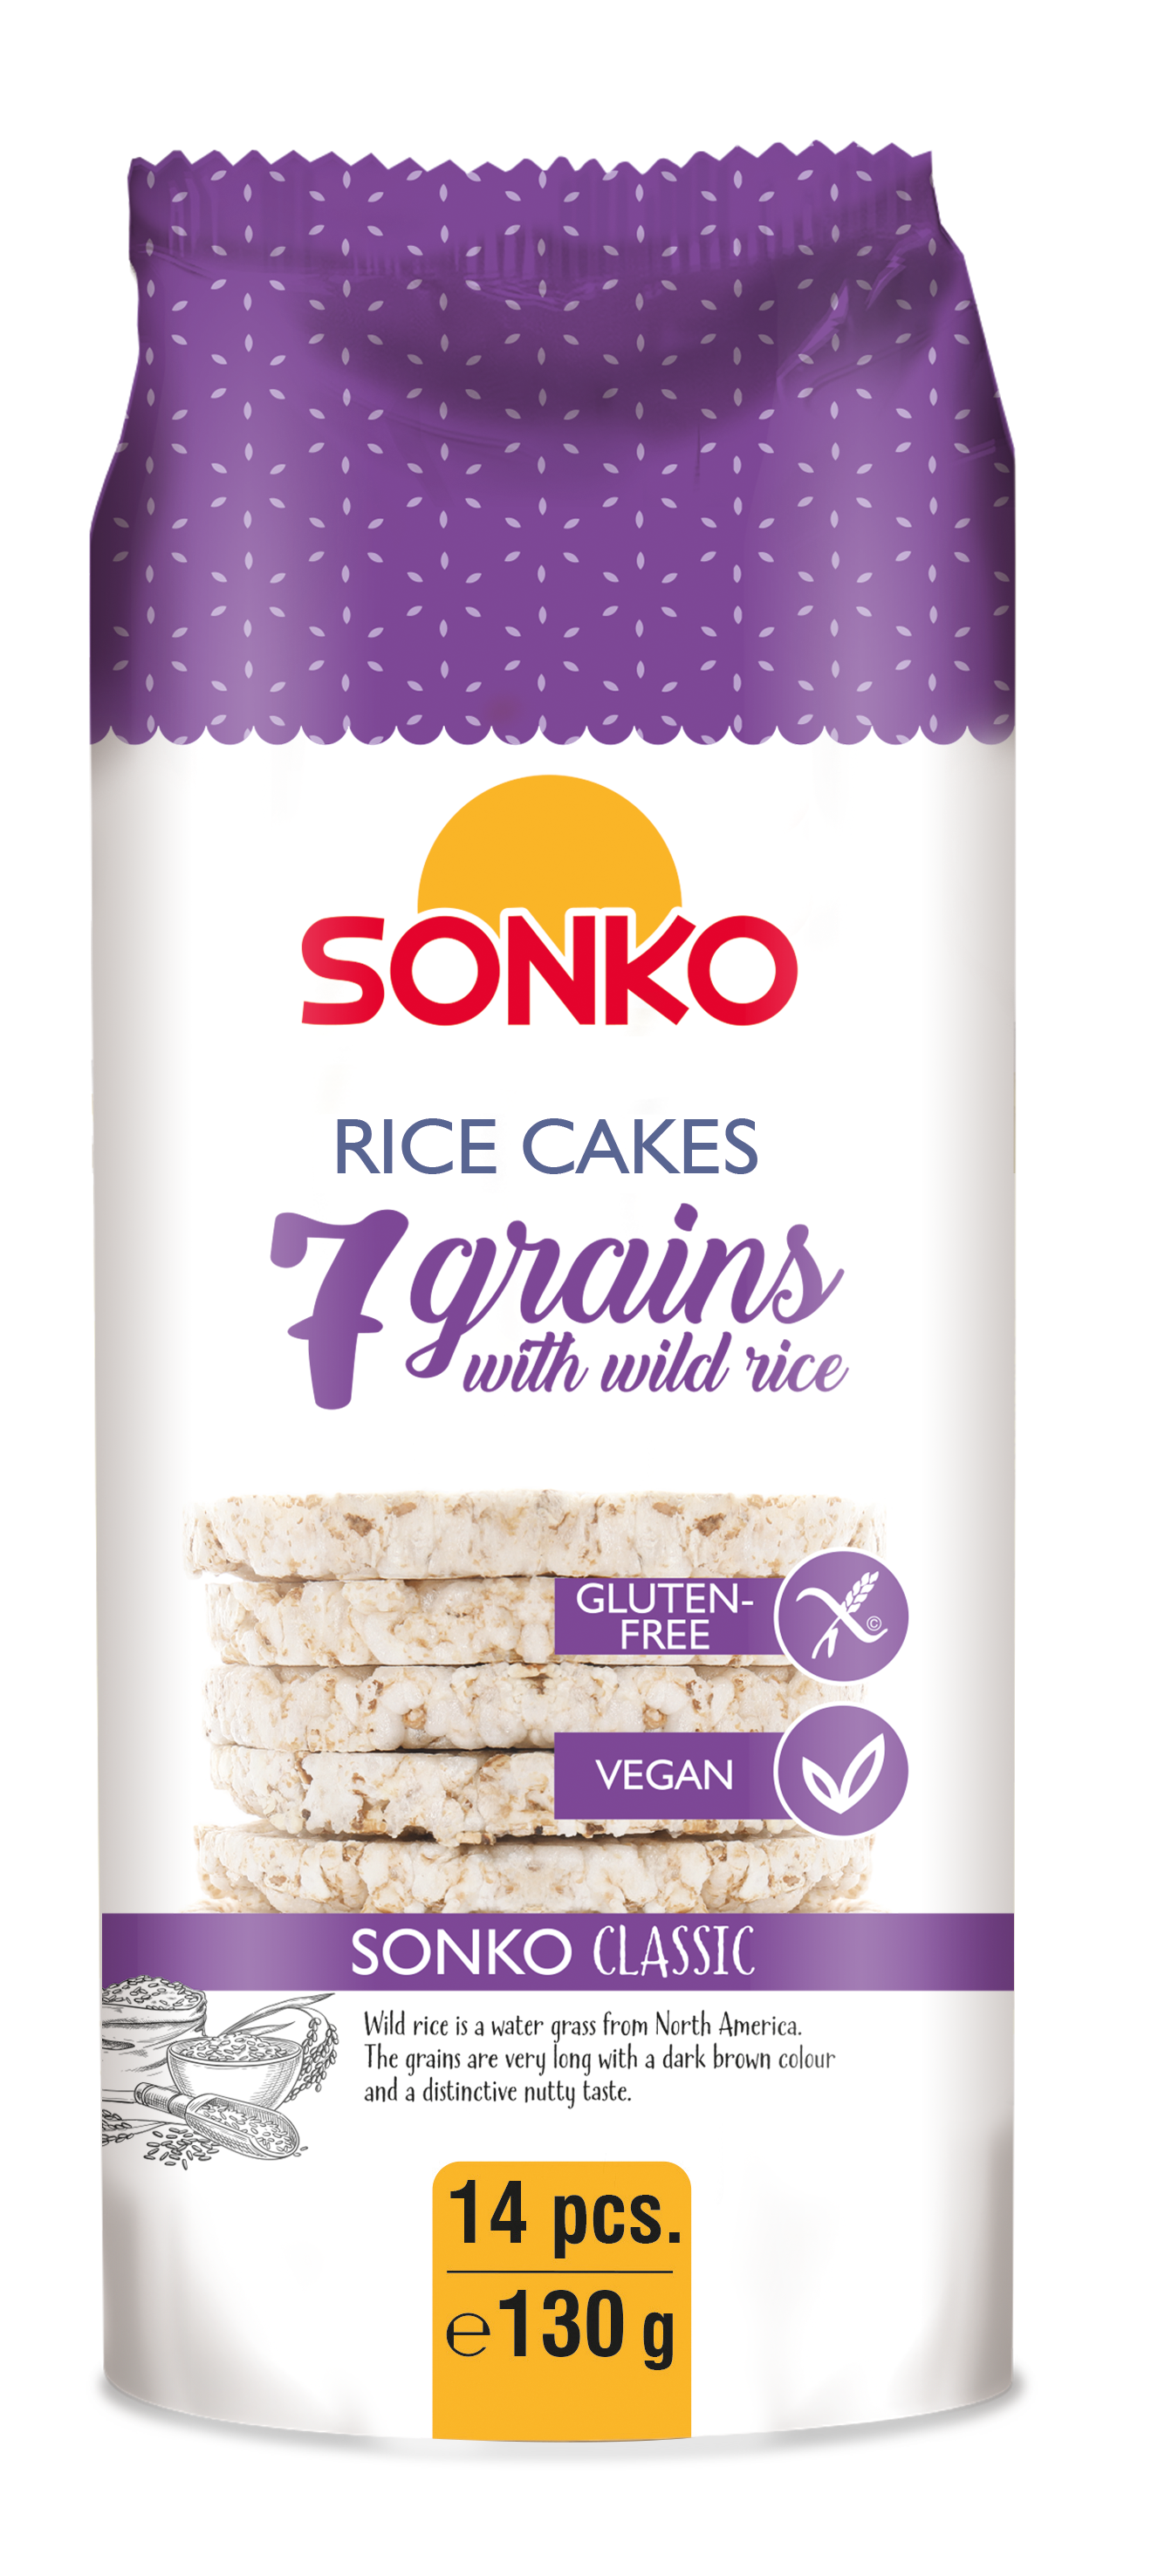 SONKO
RICE CAKES
7 grains
with wild rice
GLUTEN-
FREE
©
VEGAN
SONKO CLASSIC
Wild rice is a water grass from North America.
The grains are very long with a dark brown colour
and a distinctive nutty taste.
14 pcs.
℮130 g